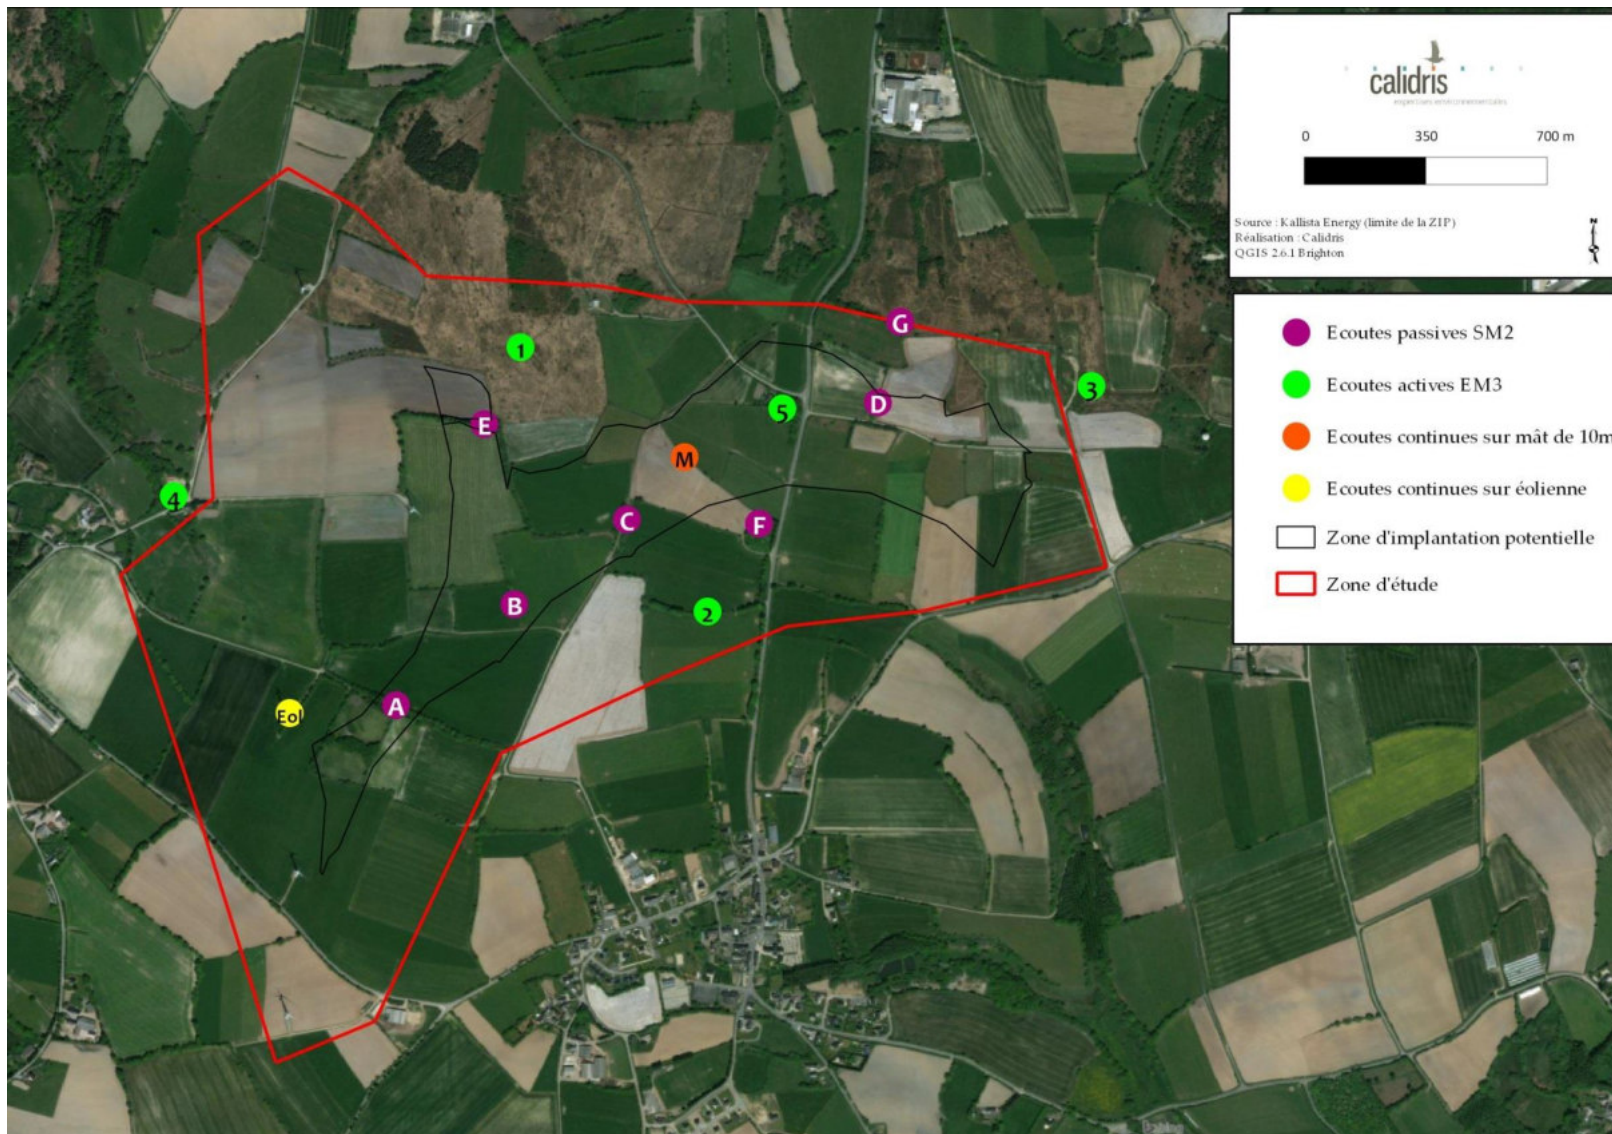 calidris
expertises environnementales
0 350 700 m
Source : Kallista Energy (limite de la ZIP)
Réalisation : Calidris
QGIS 2.6.1 Brighton
N
Ecoutes passives SM2
Ecoutes actives EM3
Ecoutes continues sur mât de 10m
Ecoutes continues sur éolienne
Zone d'implantation potentielle
Zone d'étude
G
1
3
D
5
E
M
4
C
F
B
2
A
Eol